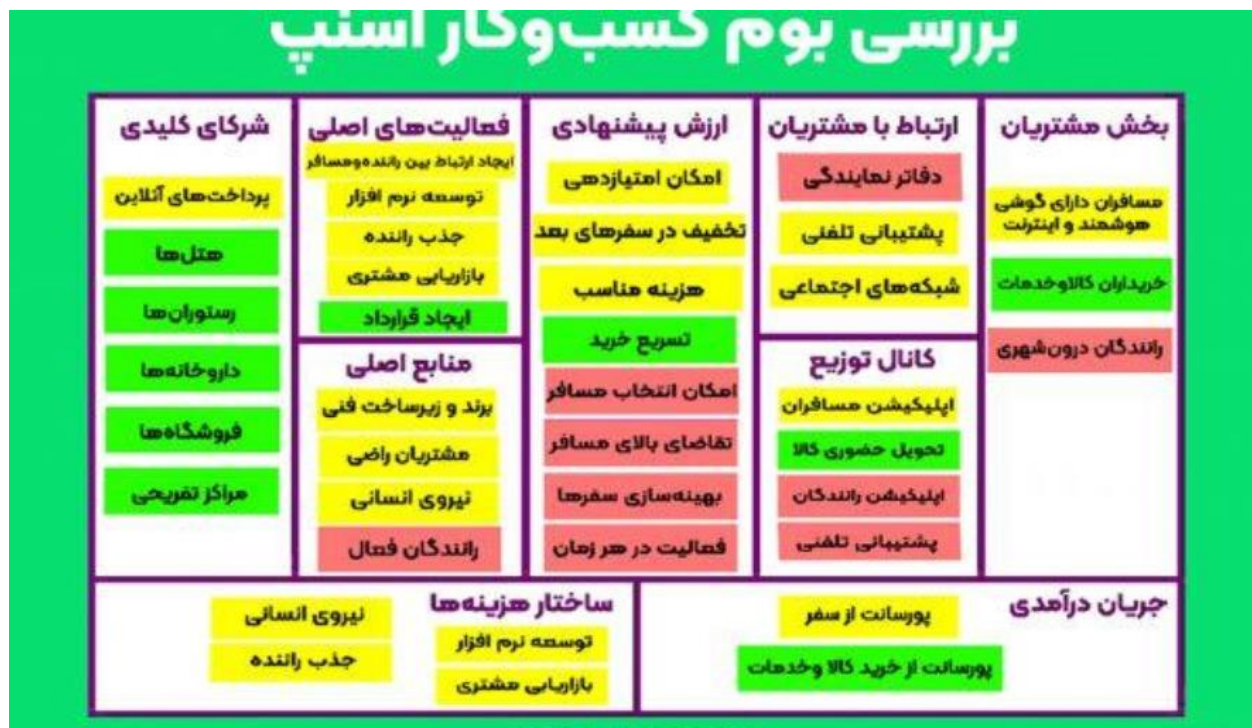 بررسی بوم کسب‌وکار اسنپ
بخش مشتریان
مسافران دارای گوشی
هوشمند و اینترنت
خریداران کالا و خدمات
رانندگان درون‌شهری
ارتباط با مشتریان
دفاتر نمایندگی
پشتیبانی تلفنی
شبکه‌های اجتماعی
کانال توزیع
اپلیکیشن مسافران
تحویل حضوری کالا
اپلیکیشن رانندگان
پشتیبانی تلفنی
ارزش پیشنهادی
امکان امتیازدهی
تخفیف در سفرهای بعد
هزینه مناسب
تسریع خرید
امکان انتخاب مسافر
تقاضای بالای مسافر
بهینه‌سازی سفرها
فعالیت در هر زمان
فعالیت‌های اصلی
ایجاد ارتباط بین راننده‌ومسافر
توسعه نرم افزار
جذب راننده
بازاریابی مشتری
ایجاد قرارداد
منابع اصلی
برند و زیرساخت فنی
مشتریان راضی
نیروی انسانی
رانندگان فعال
شرکای کلیدی
پرداخت‌های آنلاین
هتل‌ها
رستوران‌ها
داروخانه‌ها
فروشگاه‌ها
مراکز تفریحی
جریان درآمدی
پورسانت از سفر
پورسانت از خرید کالا وخدمات
ساختار هزینه‌ها
نیروی انسانی
توسعه نرم افزار
جذب راننده
بازاریابی مشتری